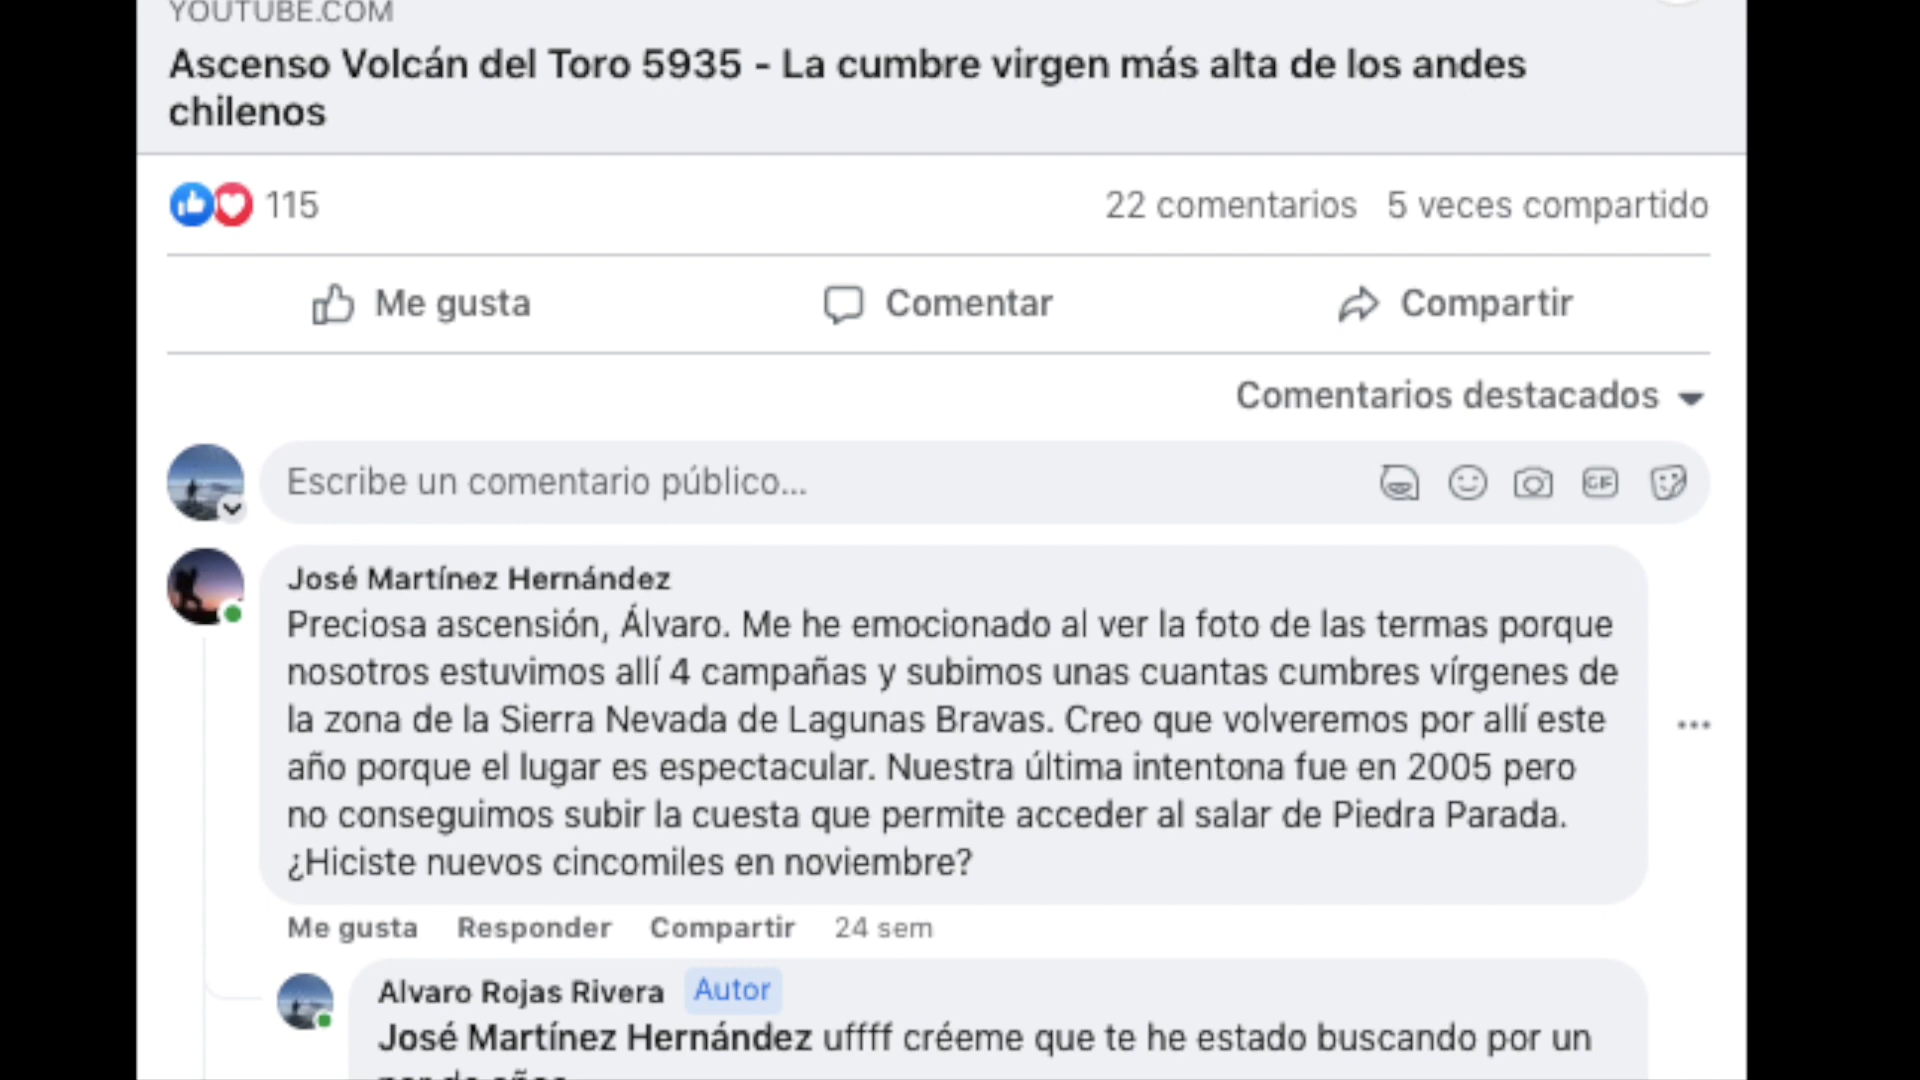 YOUTUBE.COM
Ascenso Volcán del Toro 5935 - La cumbre virgen más alta de los andes
chilenos
115
22 comentarios 5 veces compartido
Me gusta
Comentar
Compartir
Comentarios destacados
Escribe un comentario público...
GIF
José Martínez Hernández
Preciosa ascensión, Álvaro. Me he emocionado al ver la foto de las termas porque
nosotros estuvimos allí 4 campañas y subimos unas cuantas cumbres vírgenes de
la zona de la Sierra Nevada de Lagunas Bravas. Creo que volveremos por allí este
año porque el lugar es espectacular. Nuestra última intentona fue en 2005 pero
no conseguimos subir la cuesta que permite acceder al salar de Piedra Parada.
¿Hiciste nuevos cincomiles en noviembre?
Me gusta Responder Compartir 24 sem
Alvaro Rojas Rivera Autor
José Martínez Hernández uffff créeme que te he estado buscando por un
par de años